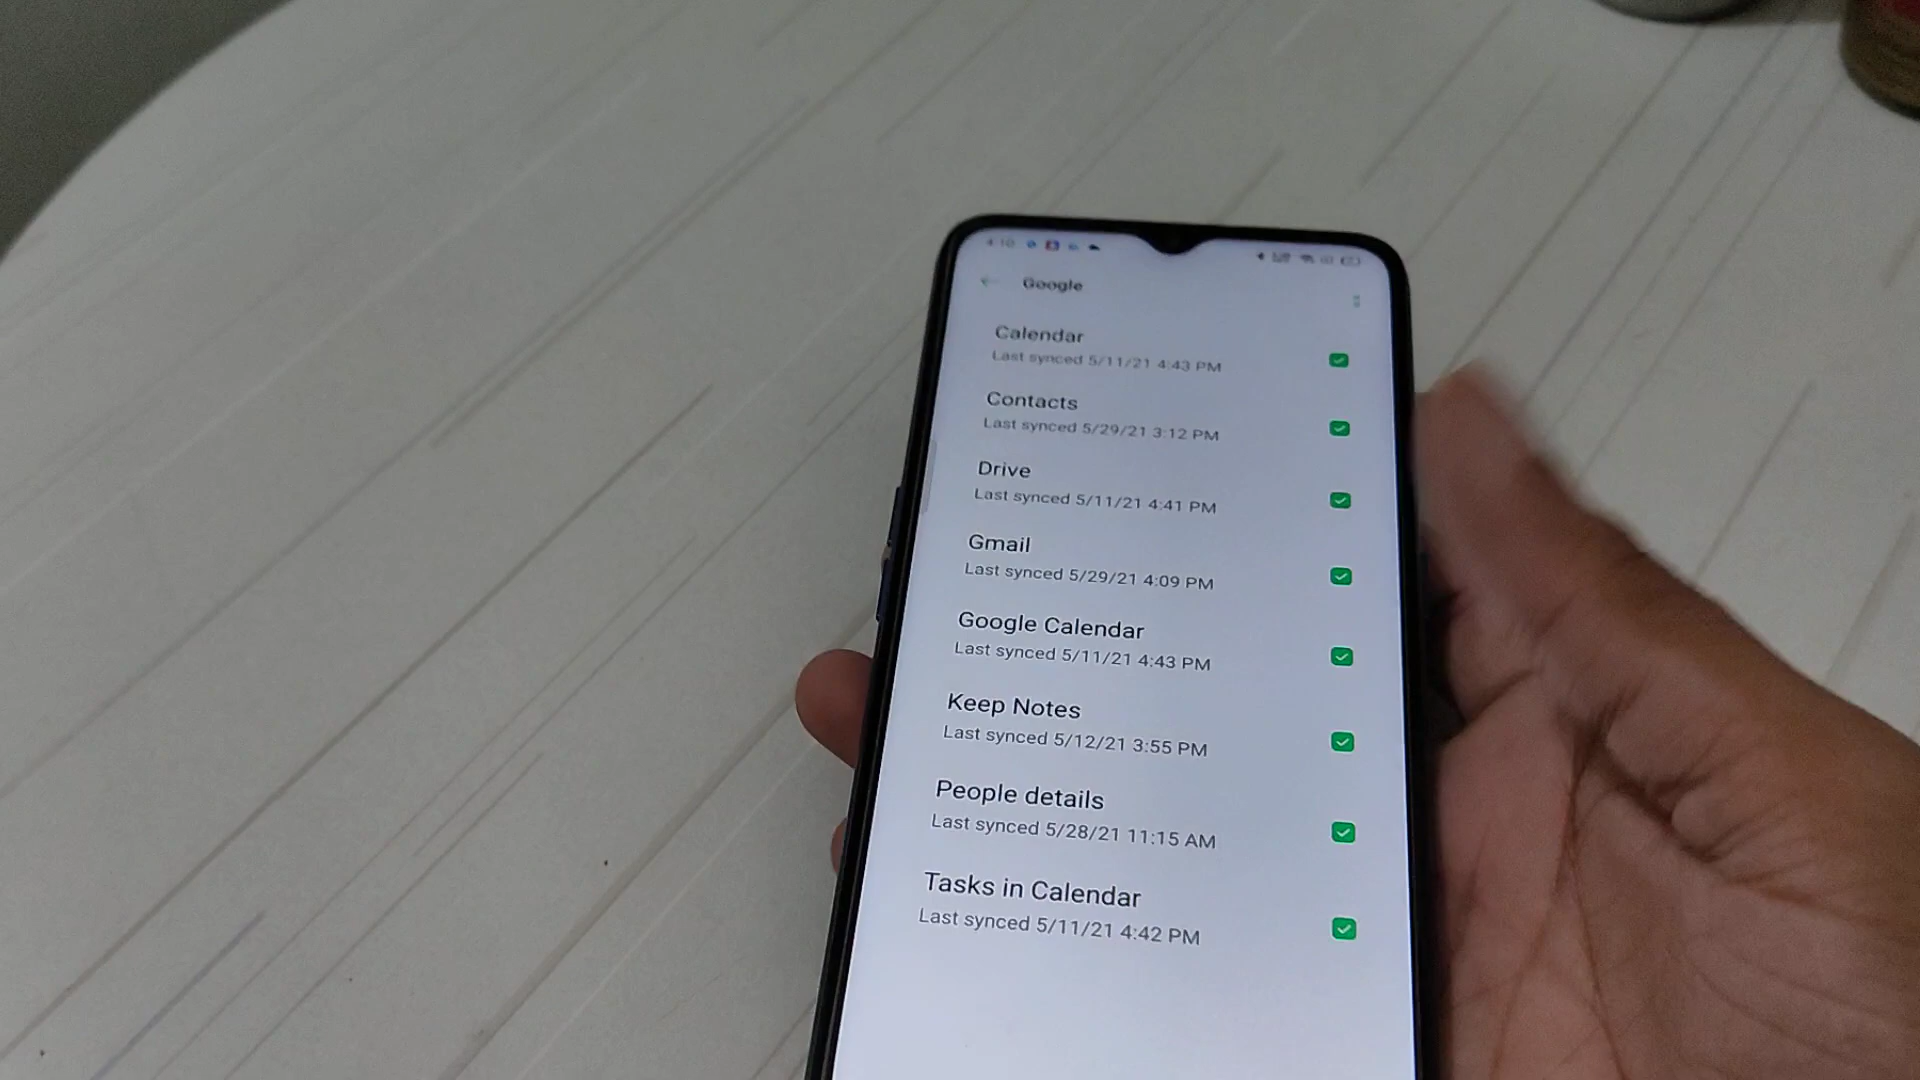 4:10
Google
Calendar
Last synced 5/11/21 4:43 PM
Contacts
Last synced 5/29/21 3:12 PM
Drive
Last synced 5/11/21 4:41 PM
Gmail
Last synced 5/29/21 4:09 PM
Google Calendar
Last synced 5/11/21 4:43 PM
Keep Notes
Last synced 5/12/21 3:55 PM
People details
Last synced 5/28/21 11:15 AM
Tasks in Calendar
Last synced 5/11/21 4:42 PM